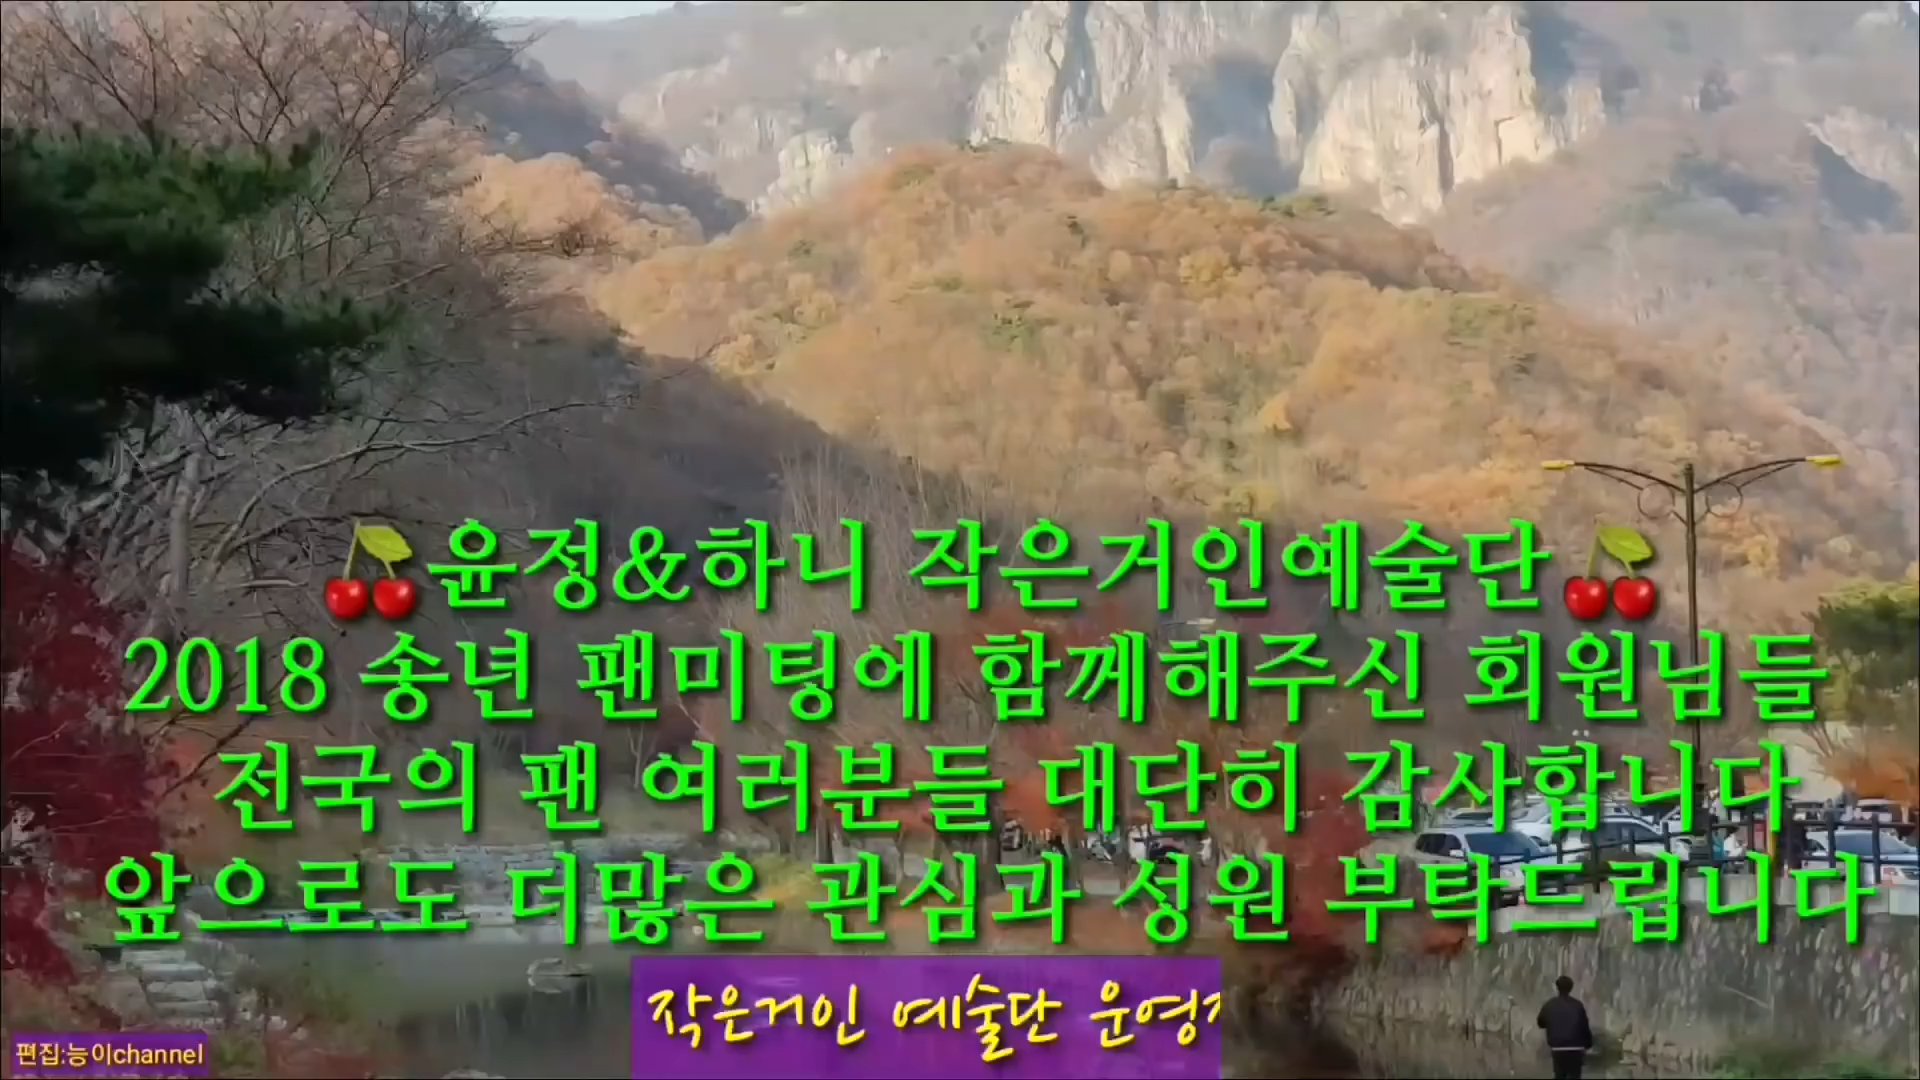 🍒윤정&하니 작은거인예술단🍒
2018 송년 팬미팅에 함께해주신 회원님들
전국의 팬 여러분들 대단히 감사합니다
앞으로도 더많은 관심과 성원 부탁드립니다
작은거인 예술단 운영
편집:능이channel